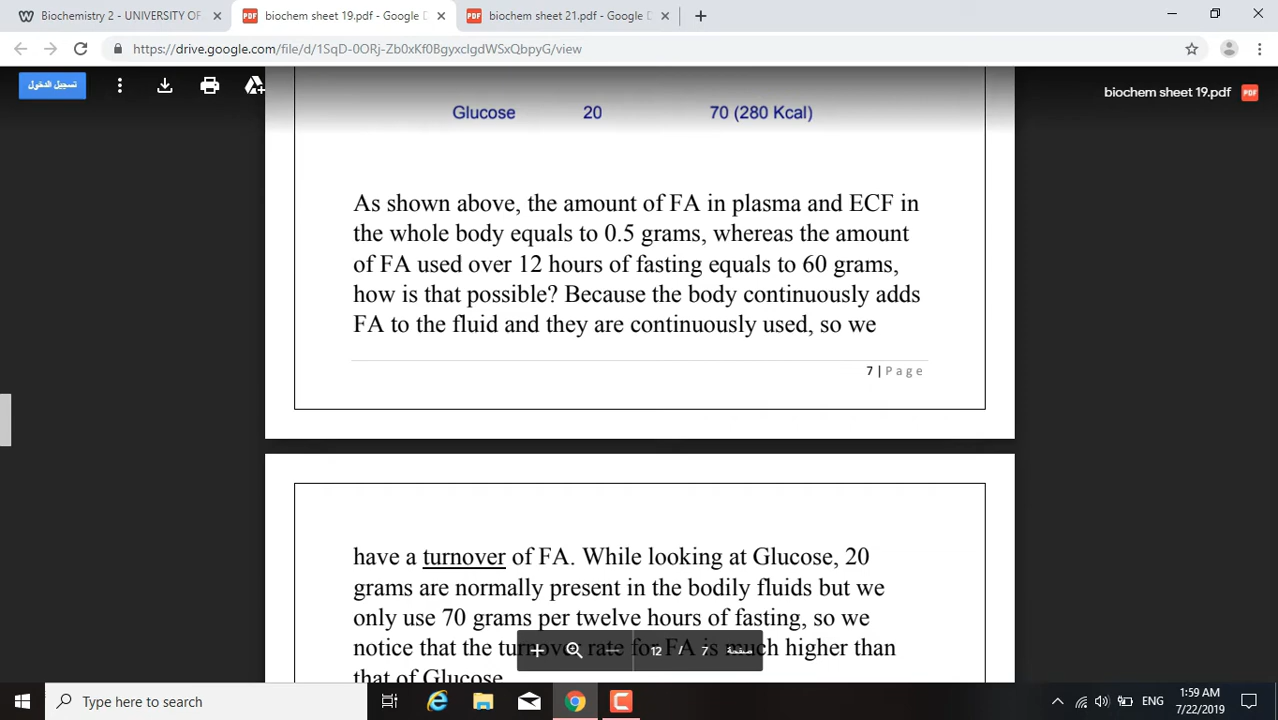 Biochemistry 2 - UNIVERSITY OF
biochem sheet 19.pdf - Google D
biochem sheet 21.pdf - Google D
https://drive.google.com/file/d/1SqD-0ORj-Zb0xKf0BgyxclgdWSxQbpyG/view
تسجيل الدخول
biochem sheet 19.pdf
PDF
Glucose 20 70 (280 Kcal)
As shown above, the amount of FA in plasma and ECF in
the whole body equals to 0.5 grams, whereas the amount
of FA used over 12 hours of fasting equals to 60 grams,
how is that possible? Because the body continuously adds
FA to the fluid and they are continuously used, so we
7 | Page
have a turnover of FA. While looking at Glucose, 20
grams are normally present in the bodily fluids but we
only use 70 grams per twelve hours of fasting, so we
notice that the turnover rate for FA is much higher than
that of Glucose.
12 / 7 صفحة
Type here to search
ENG
1:59 AM
7/22/2019